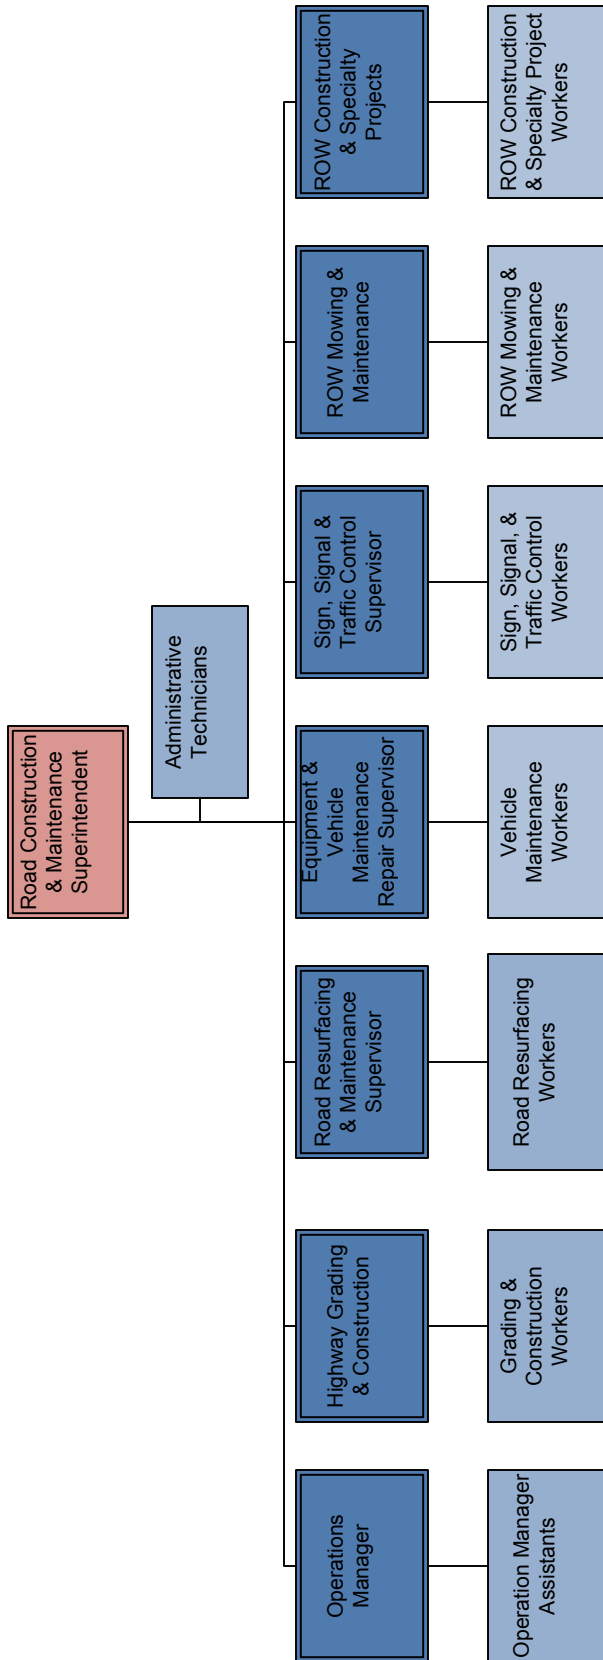 Road Construction
& Maintenance
Superintendent
Administrative
Technicians
Operations
Manager
Highway Grading
& Construction
Road Resurfacing
& Maintenance
Supervisor
Equipment &
Vehicle
Maintenance
Repair Supervisor
Sign, Signal &
Traffic Control
Supervisor
ROW Mowing &
Maintenance
ROW Construction
& Specialty
Projects
Operation Manager
Assistants
Grading &
Construction
Workers
Road Resurfacing
Workers
Vehicle
Maintenance
Workers
Sign, Signal, &
Traffic Control
Workers
ROW Mowing &
Maintenance
Workers
ROW Construction
& Specialty Project
Workers